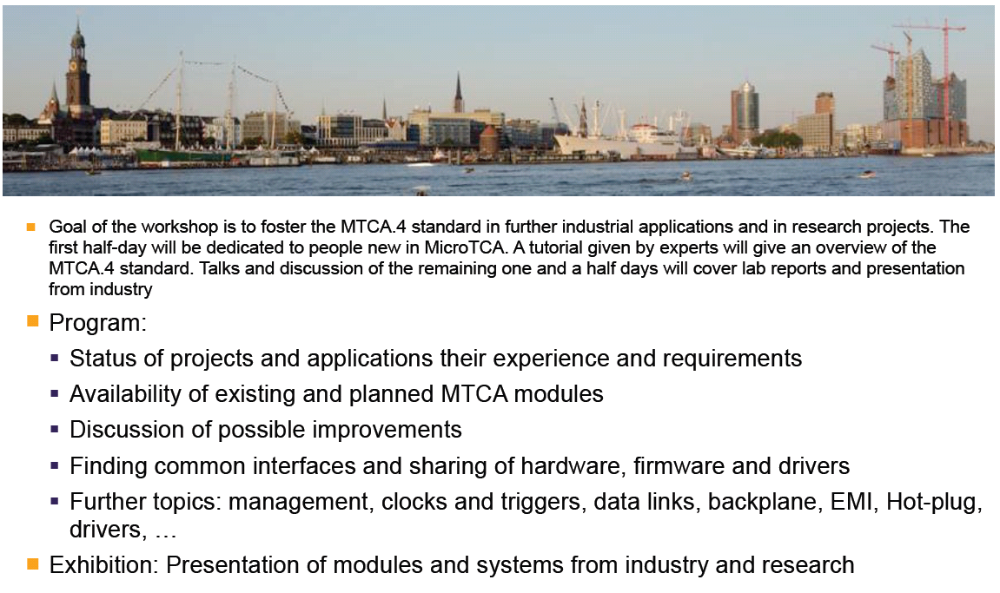 Goal of the workshop is to foster the MTCA.4 standard in further industrial applications and in research projects. The
first half-day will be dedicated to people new in MicroTCA. A tutorial given by experts will give an overview of the
MTCA.4 standard. Talks and discussion of the remaining one and a half days will cover lab reports and presentation
from industry
Program:
Status of projects and applications their experience and requirements
Availability of existing and planned MTCA modules
Discussion of possible improvements
Finding common interfaces and sharing of hardware, firmware and drivers
Further topics: management, clocks and triggers, data links, backplane, EMI, Hot-plug,
drivers, …
Exhibition: Presentation of modules and systems from industry and research